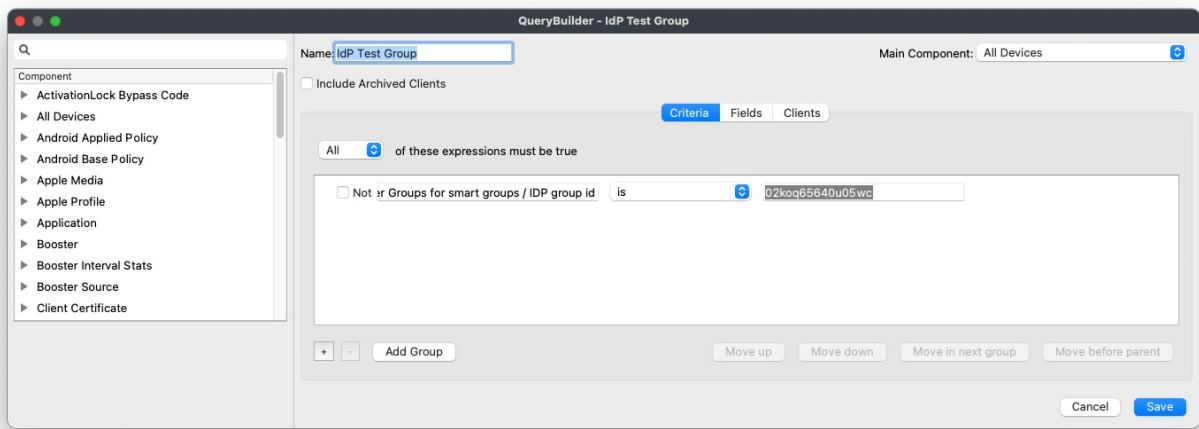 QueryBuilder - IdP Test Group
Name: IdP Test Group
Main Component: All Devices
Include Archived Clients
Component
ActivationLock Bypass Code
All Devices
Android Applied Policy
Android Base Policy
Apple Media
Apple Profile
Application
Booster
Booster Interval Stats
Booster Source
Client Certificate
Criteria Fields Clients
All of these expressions must be true
Not er Groups for smart groups / IDP group id is 02koq65640u05wc
+ - Add Group Move up Move down Move in next group Move before parent
Cancel Save